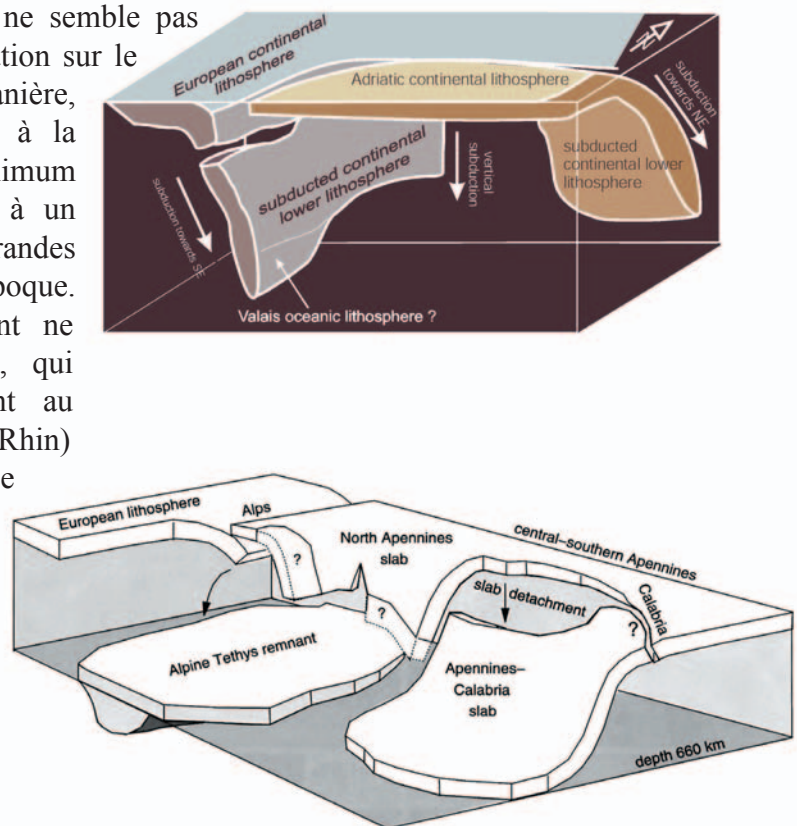 ne semble pas
tion sur le
anière,
à la
nimum
à un
randes
poque.
nt ne
, qui
nt au
Rhin)
e
European continental
lithosphere
Adriatic continental lithosphere
N
subduction
towards NE
subducted
continental lower
lithosphere
vertical
subduction
subducted continental
lower lithosphere
subduction towards SE
Valais oceanic lithosphere ?
European lithosphere
Alps
?
North Apennines
slab
central–southern Apennines
Calabria
slab detachment
?
?
Alpine Tethys remnant
Apennines–
Calabria
slab
depth 660 km